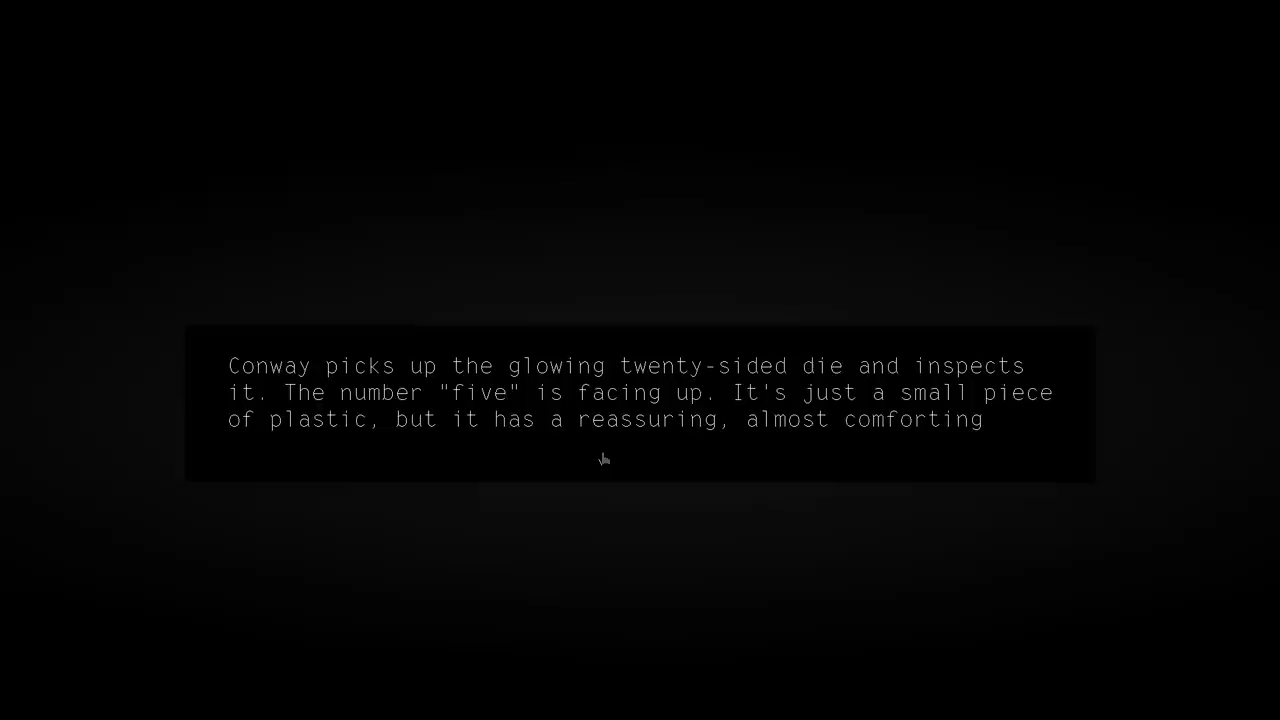 Conway picks up the glowing twenty-sided die and inspects
it. The number "five" is facing up. It's just a small piece
of plastic, but it has a reassuring, almost comforting